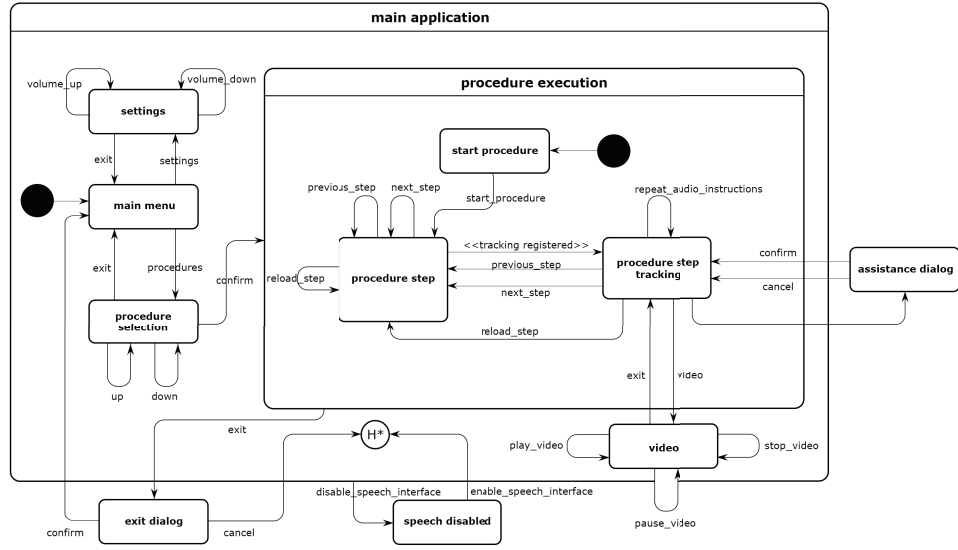 main application
volume_up
volume_down
settings
procedure execution
exit
settings
start procedure
main menu
previous_step
next_step
start_procedure
repeat_audio_instructions
exit
procedures
confirm
<<tracking registered>>
previous_step
next_step
reload_step
procedure step
procedure step
tracking
confirm
cancel
assistance dialog
procedure
selection
reload_step
up
down
exit
video
exit
H*
play_video
video
stop_video
pause_video
disable_speech_interface
enable_speech_interface
confirm
exit dialog
cancel
speech disabled